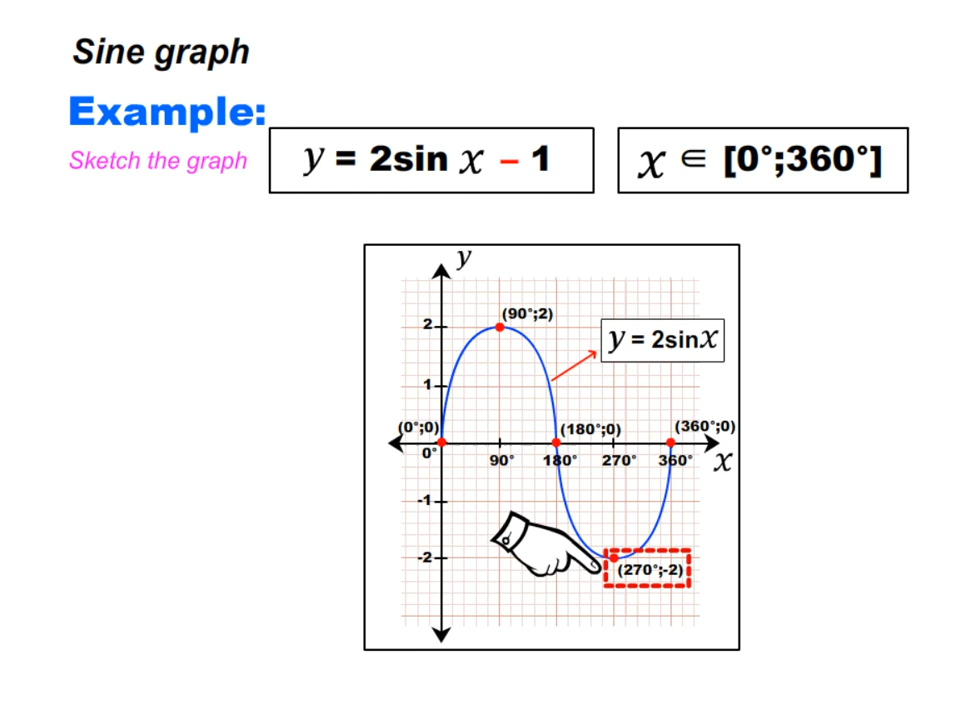 Sine graph
Example:
Sketch the graph
y = 2sin x – 1
x ∈ [0°;360°]
y
(90°;2)
2
y = 2sinx
1
(0°;0)
(180°;0)
(360°;0)
0°
90°
180°
270°
360°
x
-1
-2
(270°;-2)